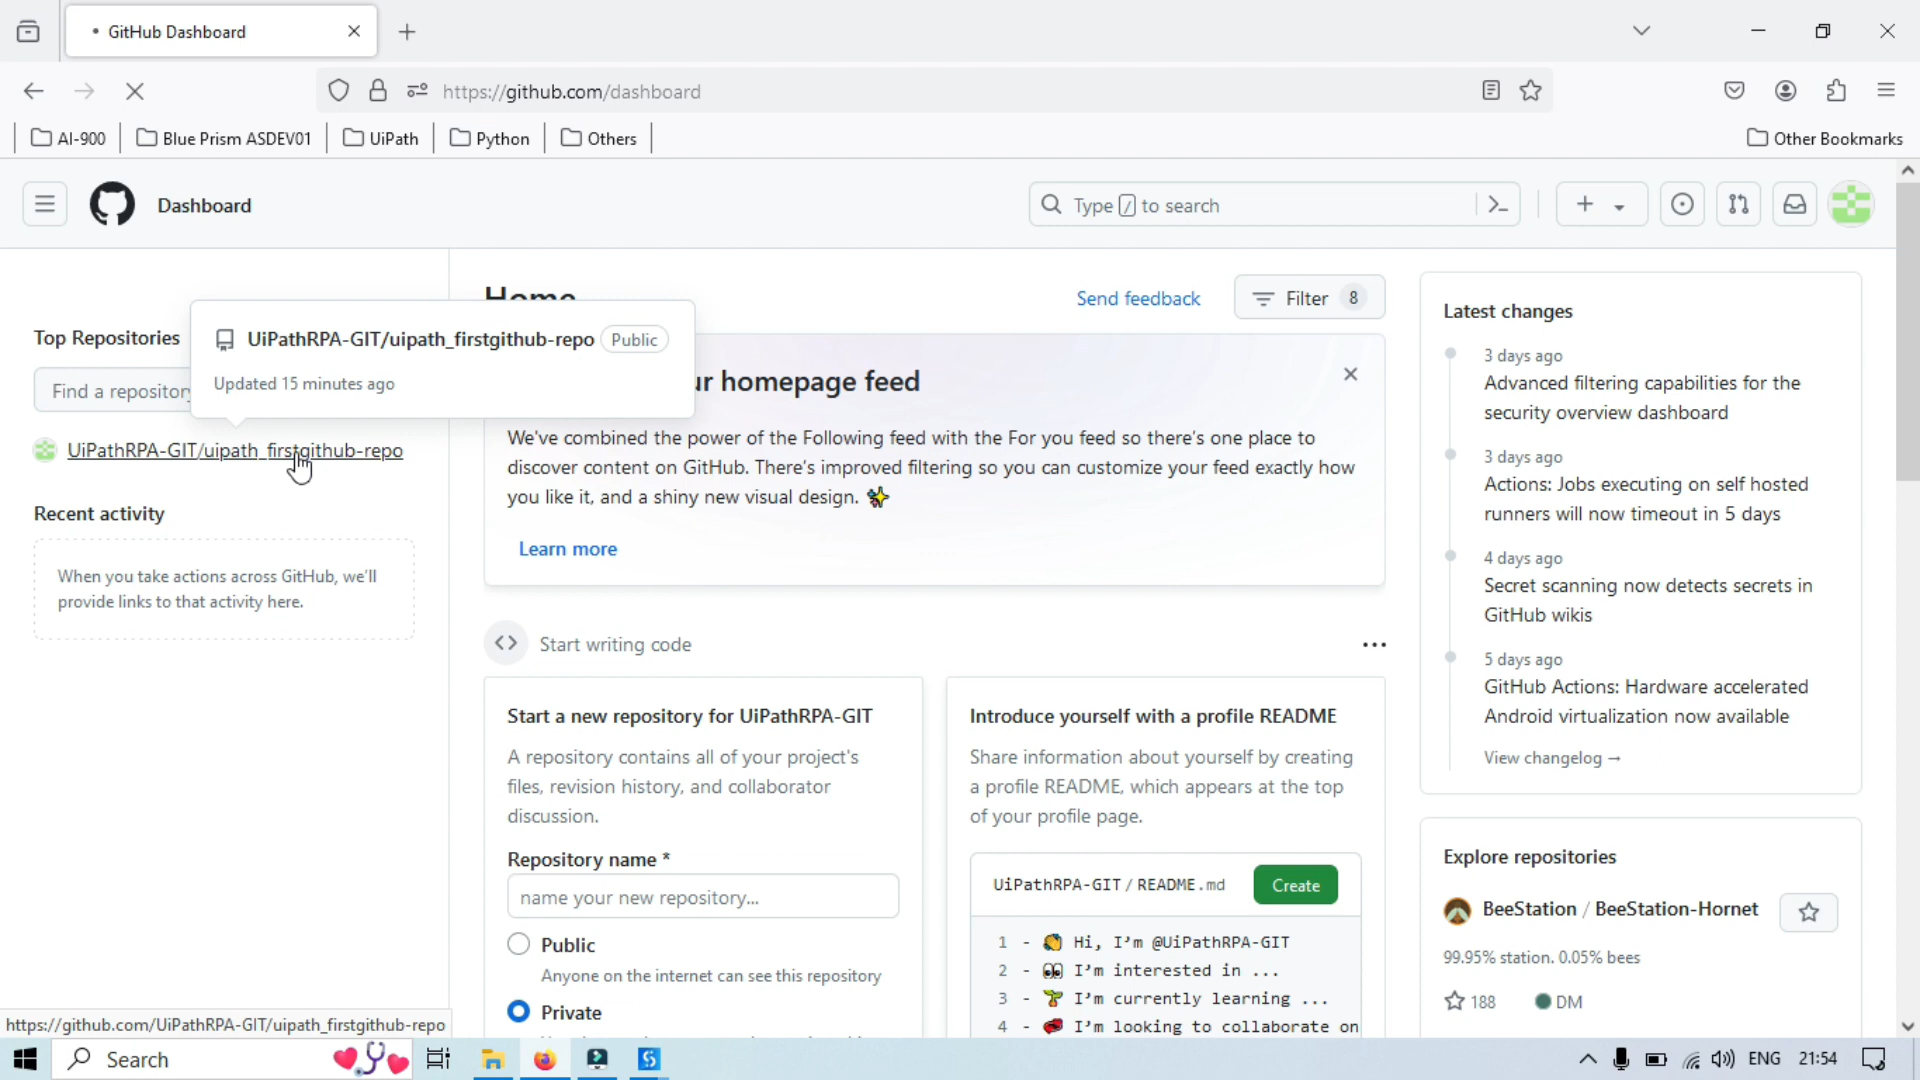 GitHub Dashboard
https://github.com/dashboard
AI-900
Blue Prism ASDEV01
UiPath
Python
Others
Other Bookmarks
Dashboard
Type / to search
Top Repositories
Find a repository
UiPathRPA-GIT/uipath_firstgithub-repo Public
Updated 15 minutes ago
UiPathRPA-GIT/uipath_firstgithub-repo
Recent activity
When you take actions across GitHub, we'll
provide links to that activity here.
Home
Send feedback
Filter 8
ur homepage feed
We've combined the power of the Following feed with the For you feed so there's one place to
discover content on GitHub. There's improved filtering so you can customize your feed exactly how
you like it, and a shiny new visual design. ✨
Learn more
Start writing code
Start a new repository for UiPathRPA-GIT
A repository contains all of your project's
files, revision history, and collaborator
discussion.
Repository name *
name your new repository...
Public
Anyone on the internet can see this repository
Private
Introduce yourself with a profile README
Share information about yourself by creating
a profile README, which appears at the top
of your profile page.
UiPathRPA-GIT / README.md
Create
1 - 👋 Hi, I'm @UiPathRPA-GIT
2 - 👀 I'm interested in ...
3 - 🌱 I'm currently learning ...
4 - 💞️ I'm looking to collaborate on
Latest changes
3 days ago
Advanced filtering capabilities for the
security overview dashboard
3 days ago
Actions: Jobs executing on self hosted
runners will now timeout in 5 days
4 days ago
Secret scanning now detects secrets in
GitHub wikis
5 days ago
GitHub Actions: Hardware accelerated
Android virtualization now available
View changelog →
Explore repositories
BeeStation / BeeStation-Hornet
99.95% station. 0.05% bees
188
DM
https://github.com/UiPathRPA-GIT/uipath_firstgithub-repo
Search
ENG
21:54